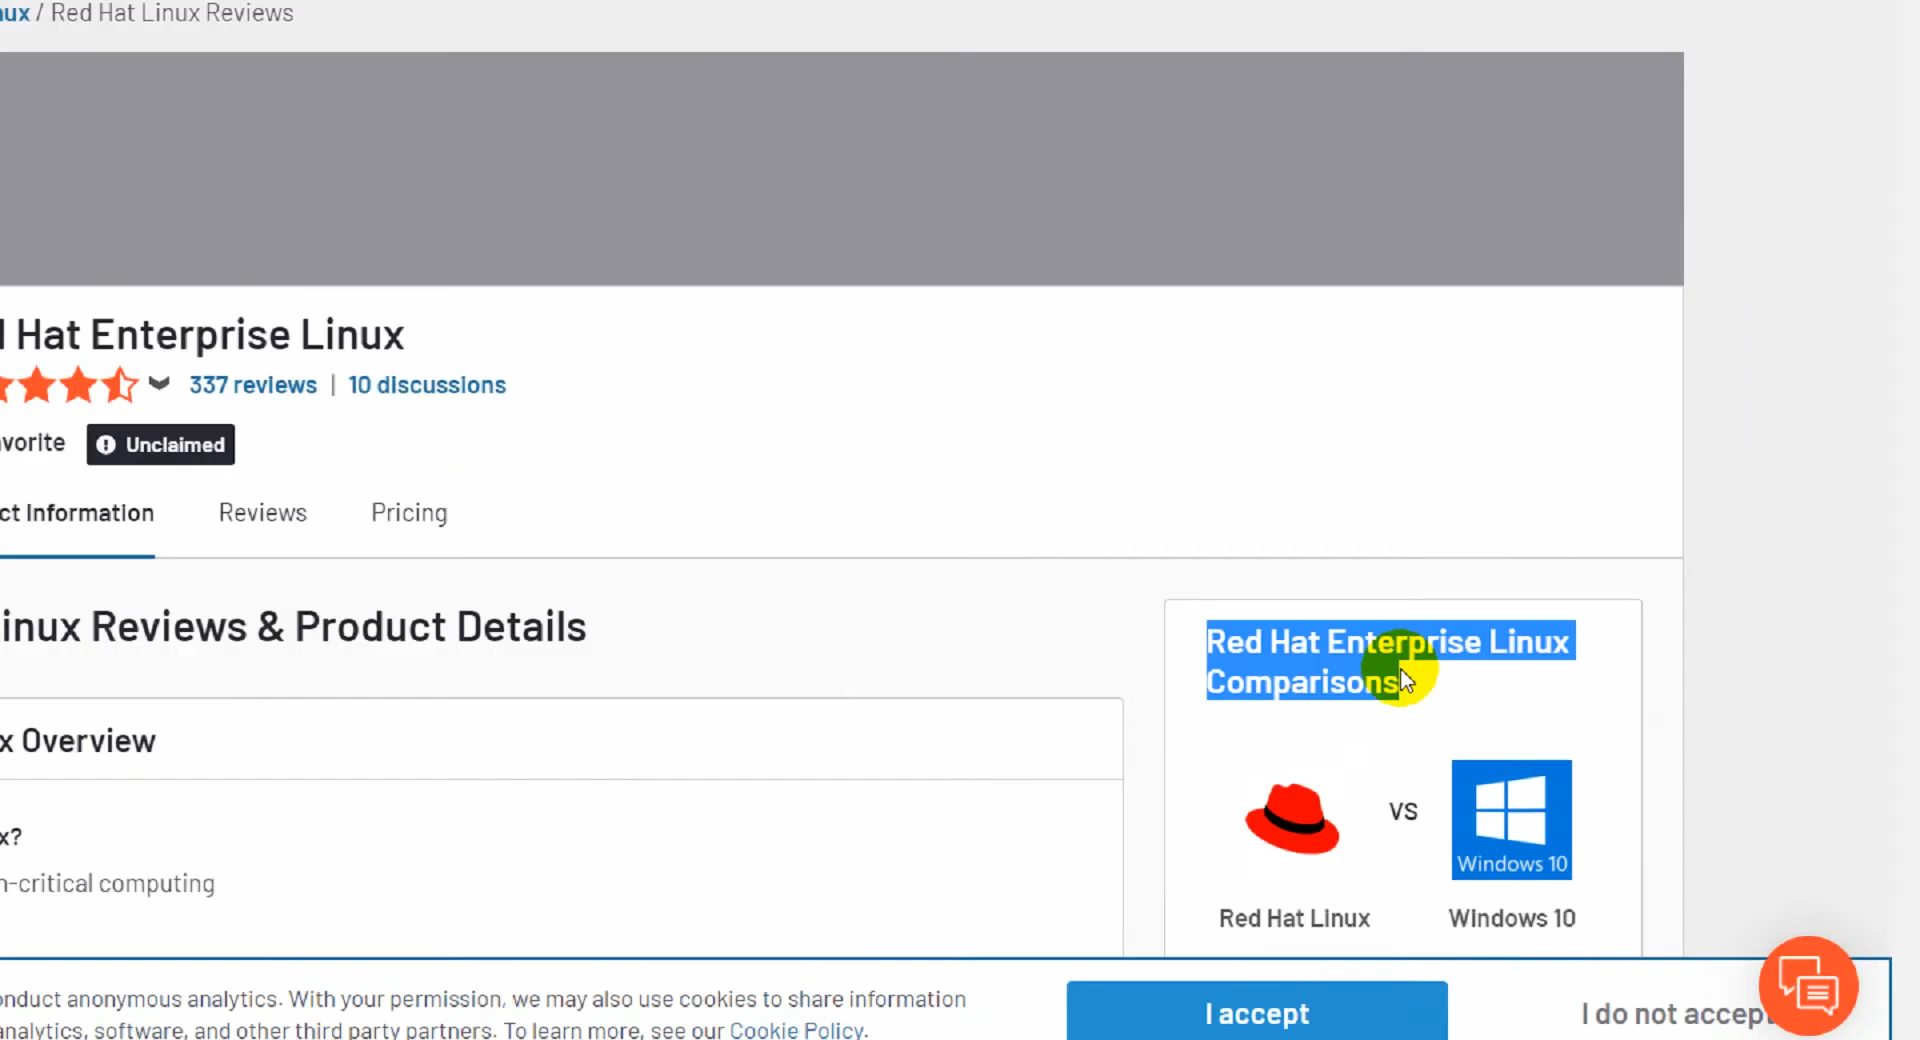 ux / Red Hat Linux Reviews
Hat Enterprise Linux
337 reviews | 10 discussions
avorite
Unclaimed
ct Information Reviews Pricing
inux Reviews & Product Details
Red Hat Enterprise Linux
Comparisons
x Overview
x?
n-critical computing
VS
Windows 10
Red Hat Linux Windows 10
onduct anonymous analytics. With your permission, we may also use cookies to share information
analytics, software, and other third party partners. To learn more, see our Cookie Policy.
I accept
I do not accept